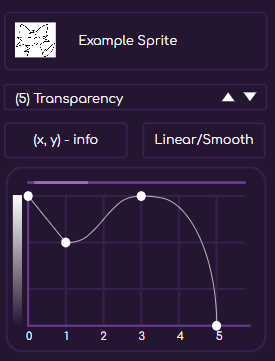 Example Sprite
(5) Transparency
(x, y) - info
Linear/Smooth
0 1 2 3 4 5